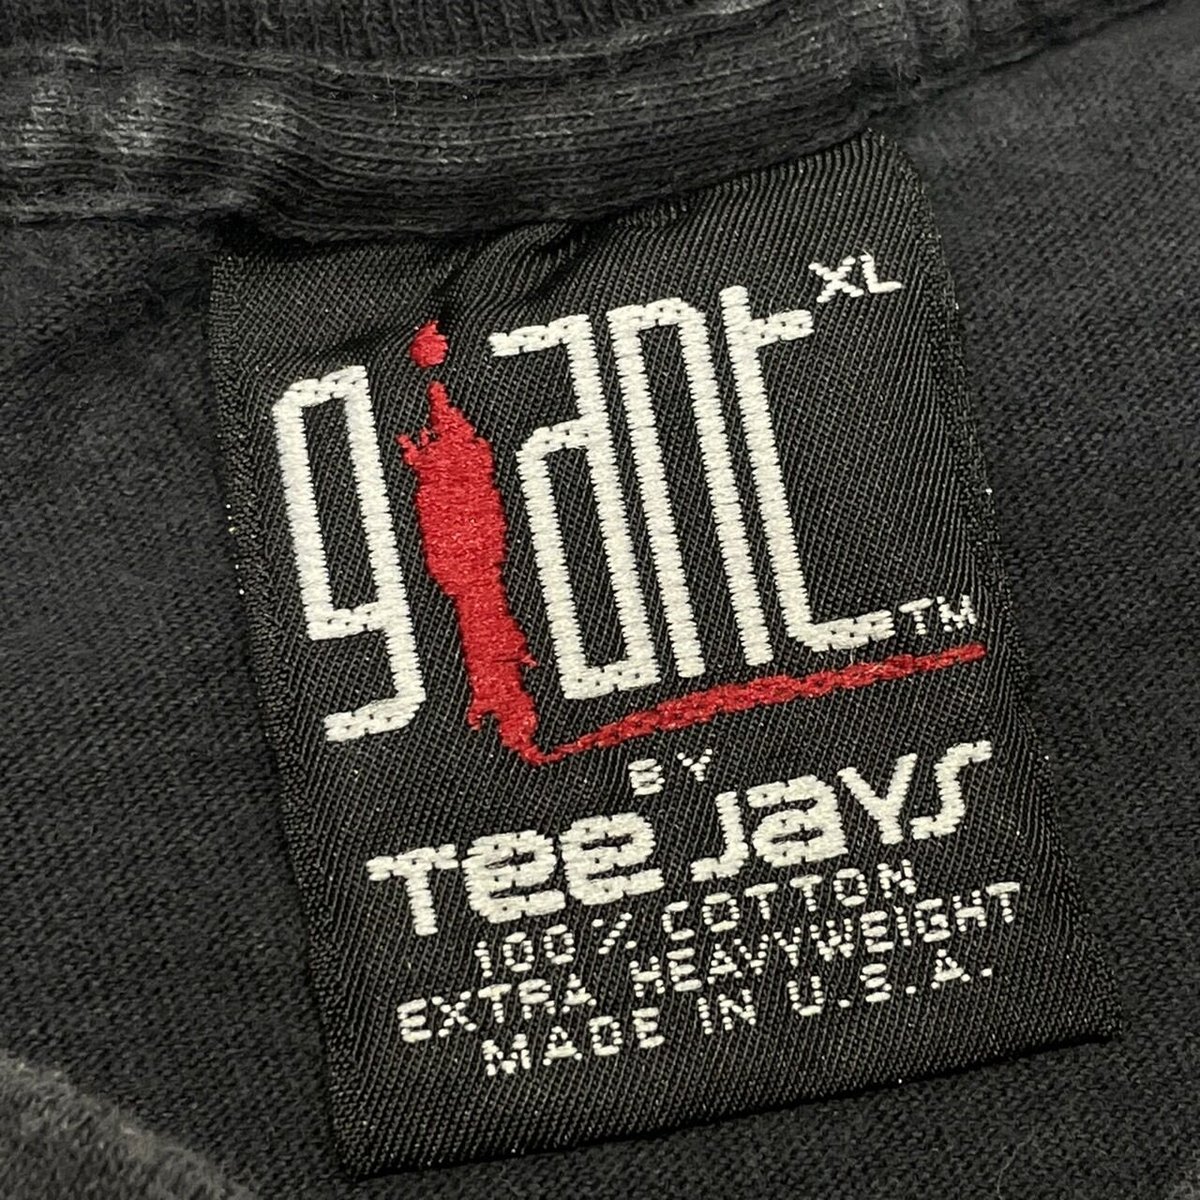 giant XL
TM
BY
Tee Jays
100% COTTON
EXTRA HEAVYWEIGHT
MADE IN U.S.A.